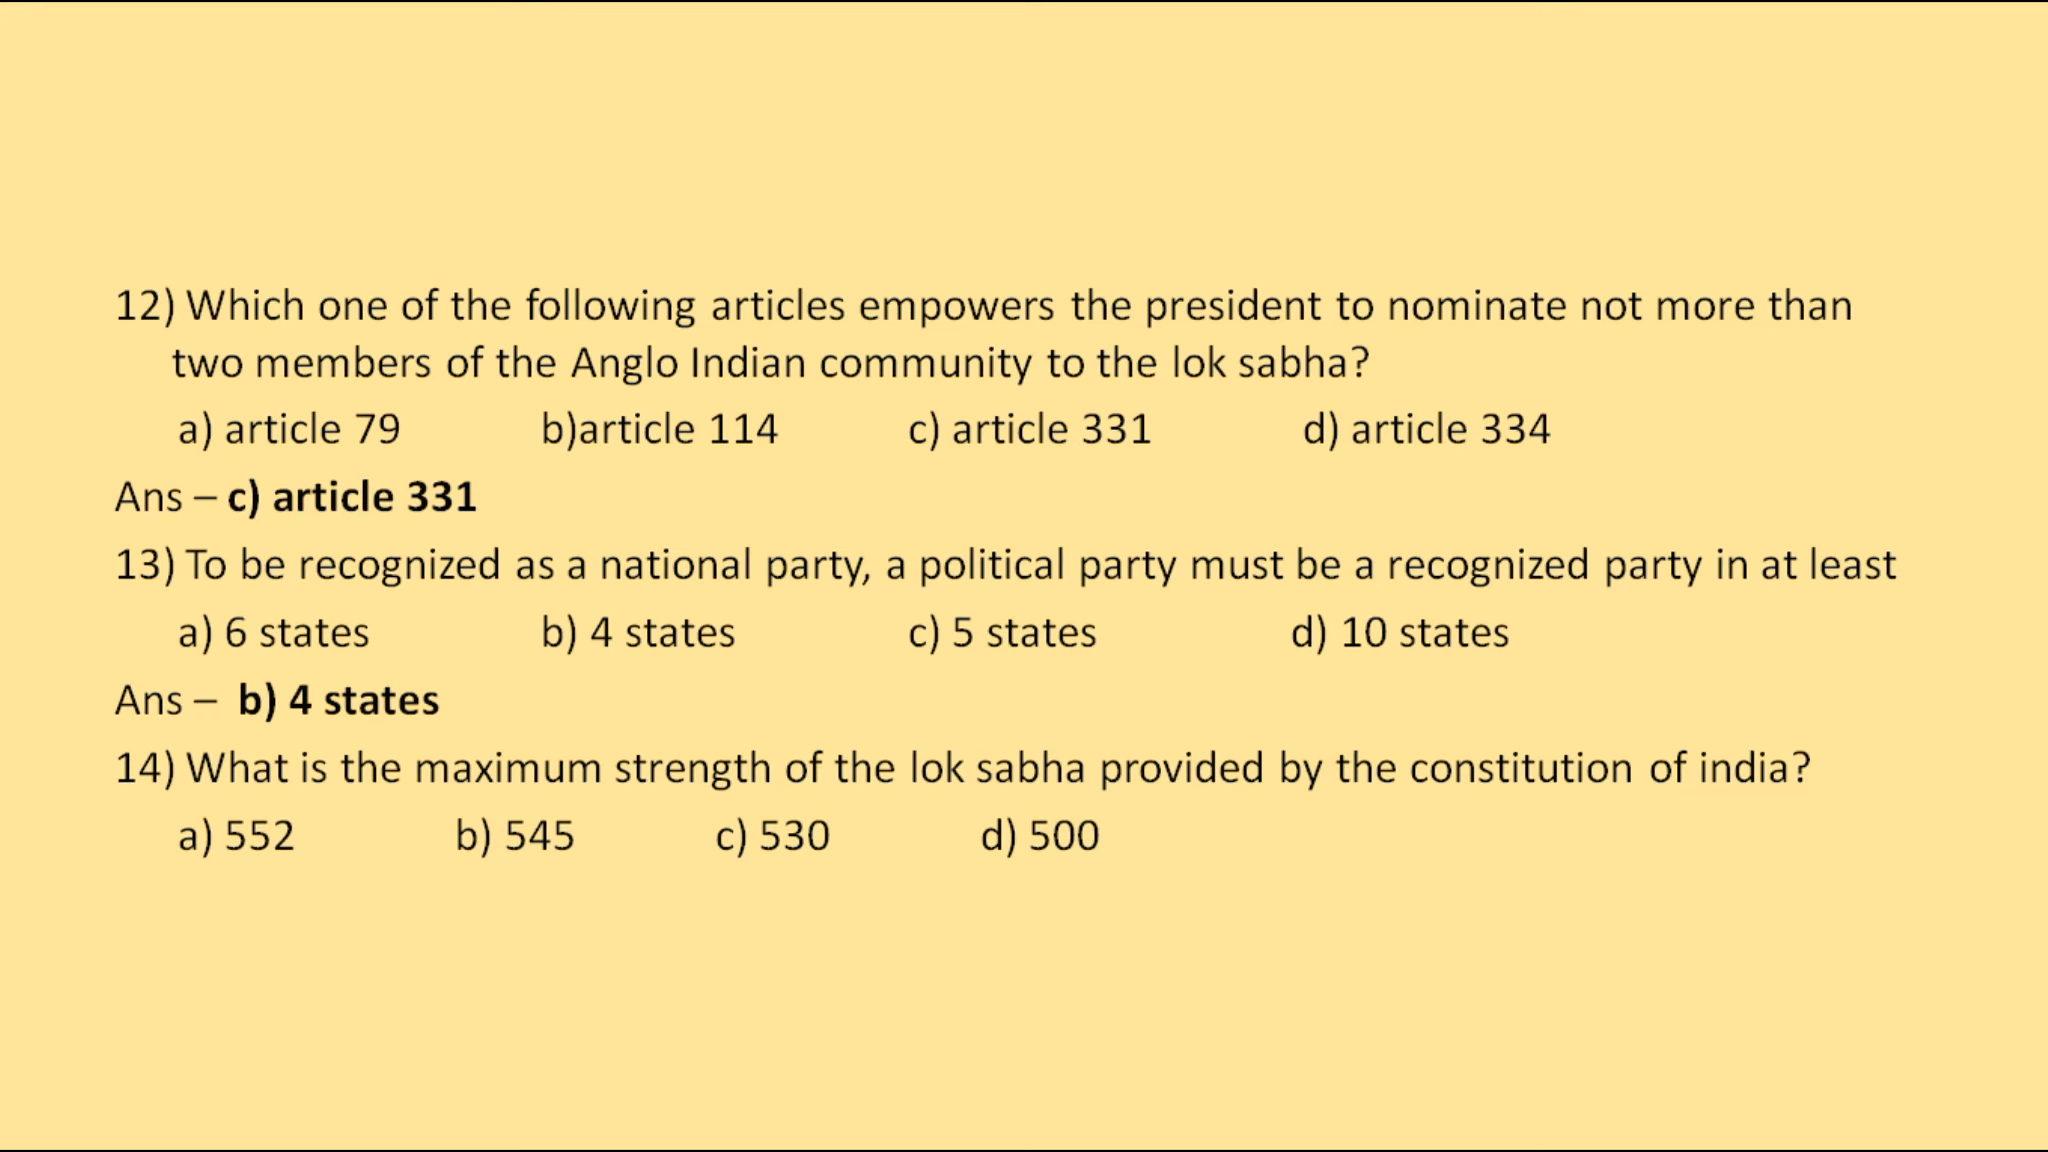 12) Which one of the following articles empowers the president to nominate not more than
two members of the Anglo Indian community to the lok sabha?
a) article 79 b)article 114 c) article 331 d) article 334
Ans – c) article 331
13) To be recognized as a national party, a political party must be a recognized party in at least
a) 6 states b) 4 states c) 5 states d) 10 states
Ans – b) 4 states
14) What is the maximum strength of the lok sabha provided by the constitution of india?
a) 552 b) 545 c) 530 d) 500